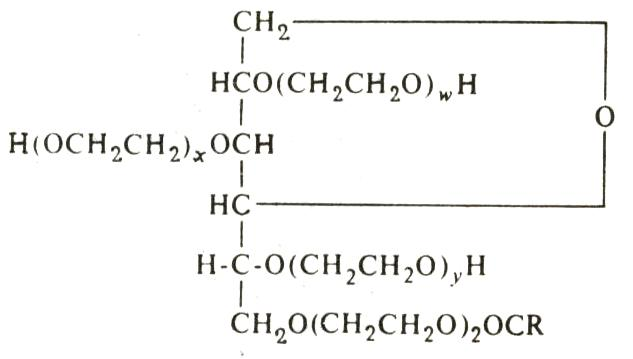 CH₂
HCO(CH₂CH₂O)wH
O
H(OCH₂CH₂)ₓOCH
HC
H-C-O(CH₂CH₂O)yH
CH₂O(CH₂CH₂O)₂OCR